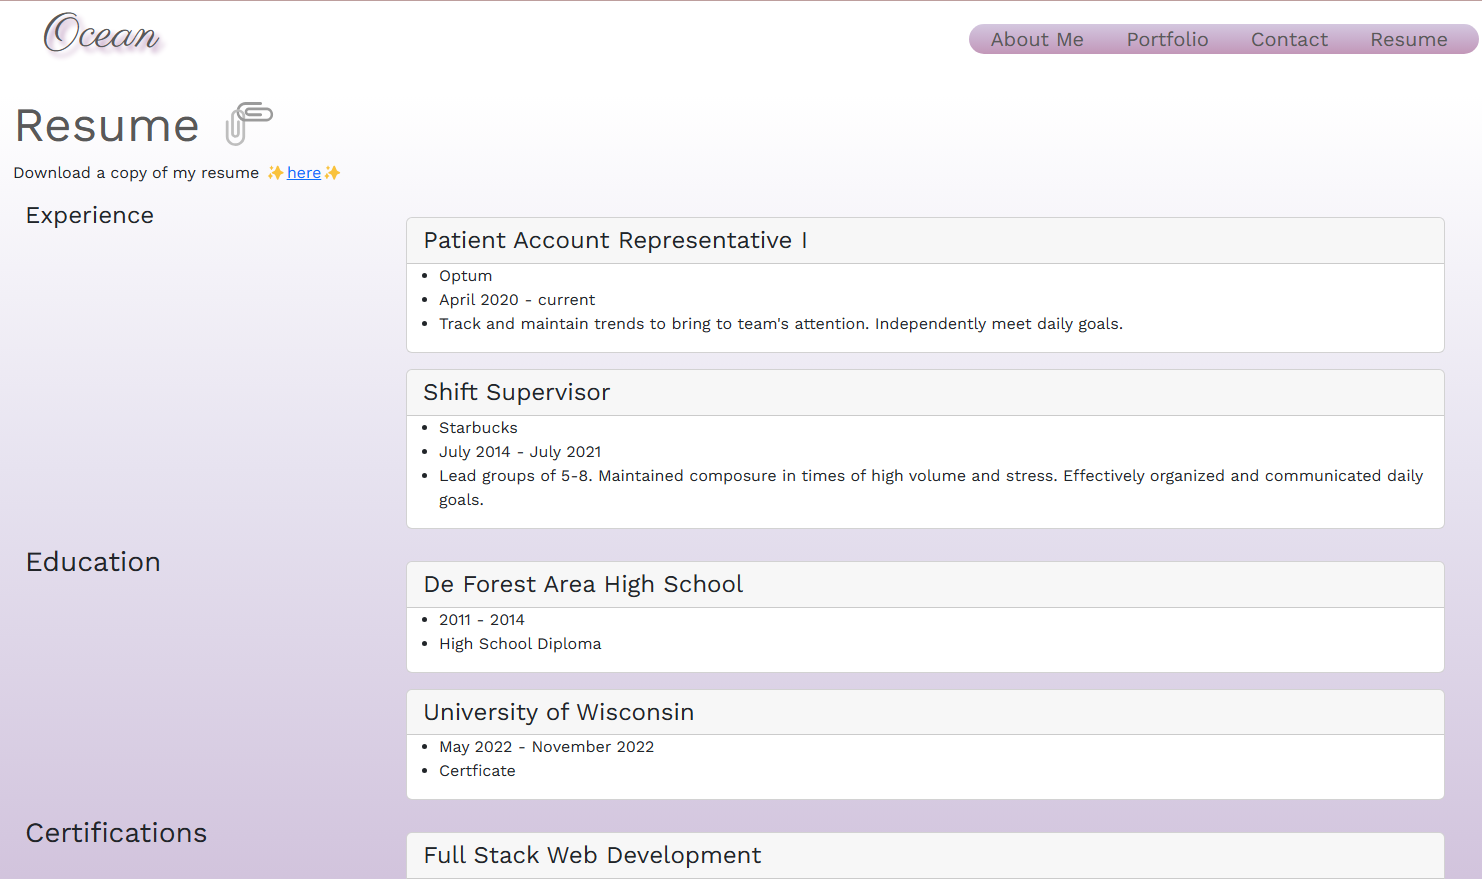 Ocean
About Me Portfolio Contact Resume
Resume
Download a copy of my resume ✨here✨
Experience
Patient Account Representative I
• Optum
• April 2020 - current
• Track and maintain trends to bring to team's attention. Independently meet daily goals.
Shift Supervisor
• Starbucks
• July 2014 - July 2021
• Lead groups of 5-8. Maintained composure in times of high volume and stress. Effectively organized and communicated daily
goals.
Education
De Forest Area High School
• 2011 - 2014
• High School Diploma
University of Wisconsin
• May 2022 - November 2022
• Certficate
Certifications
Full Stack Web Development